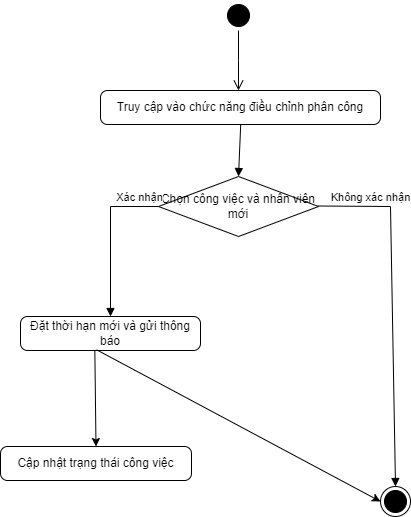 Truy cập vào chức năng điều chỉnh phân công
Xác nhận
Chọn công việc và nhân viên
mới
Không xác nhận
Đặt thời hạn mới và gửi thông
báo
Cập nhật trạng thái công việc